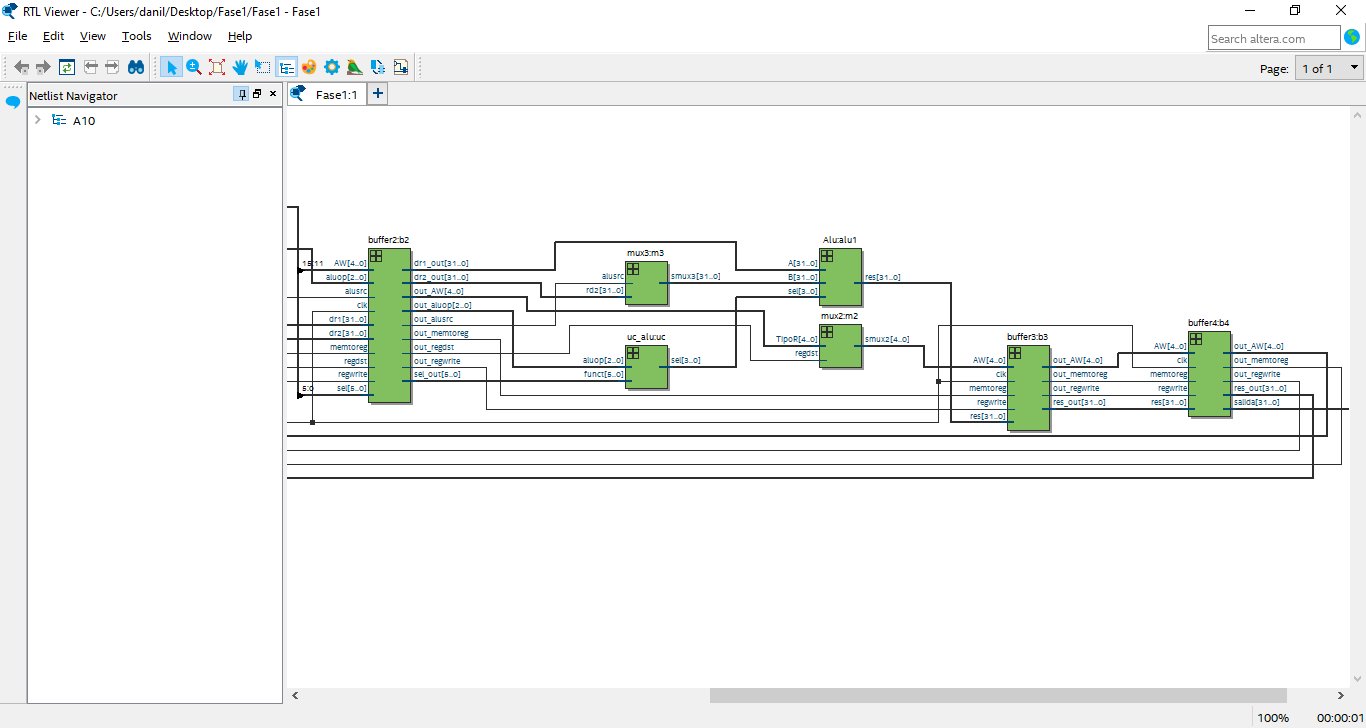 RTL Viewer - C:/Users/danil/Desktop/Fase1/Fase1 - Fase1
File Edit View Tools Window Help
Search altera.com
Page: 1 of 1
Netlist Navigator
Fase1:1
A10
buffer2:b2
15:11
AW[4..0]
aluop[2..0]
alusrc
clk
dr1[31..0]
dr2[31..0]
memtoreg
regdst
regwrite
5:0
sel[5..0]
dr1_out[31..0]
dr2_out[31..0]
out_AW[4..0]
out_aluop[2..0]
out_alusrc
out_memtoreg
out_regdst
out_regwrite
sel_out[5..0]
mux3:m3
alusrc
rd2[31..0]
smux3[31..0]
uc_alu:uc
aluop[2..0]
funct[5..0]
sel[3..0]
Alu:alu1
A[31..0]
B[31..0]
sel[3..0]
res[31..0]
mux2:m2
TipoR[4..0]
regdst
smux2[4..0]
buffer3:b3
AW[4..0]
clk
memtoreg
regwrite
res[31..0]
out_AW[4..0]
out_memtoreg
out_regwrite
res_out[31..0]
buffer4:b4
AW[4..0]
clk
memtoreg
regwrite
res[31..0]
out_AW[4..0]
out_memtoreg
out_regwrite
res_out[31..0]
salida[31..0]
100% 00:00:01